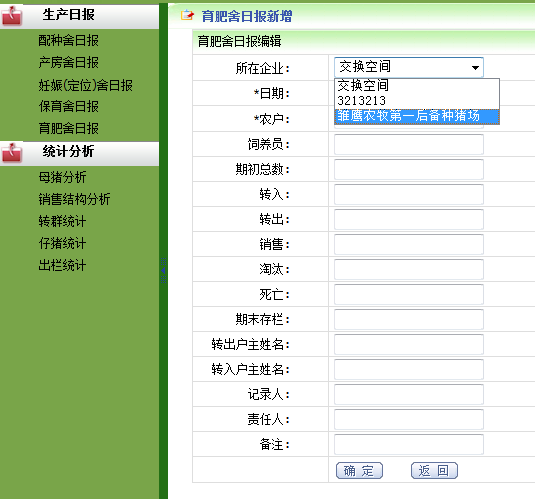 生产日报
配种舍日报
产房舍日报
妊娠(定位)舍日报
保育舍日报
育肥舍日报
统计分析
母猪分析
销售结构分析
转群统计
仔猪统计
出栏统计
育肥舍日报新增
育肥舍日报编辑
所在企业： 交换空间
交换空间
3213213
雏鹰农牧第一后备种猪场
*日期：
*农户：
饲养员：
期初总数：
转入：
转出：
销售：
淘汰：
死亡：
期末存栏：
转出户主姓名：
转入户主姓名：
记录人：
责任人：
备注：
确 定 返 回